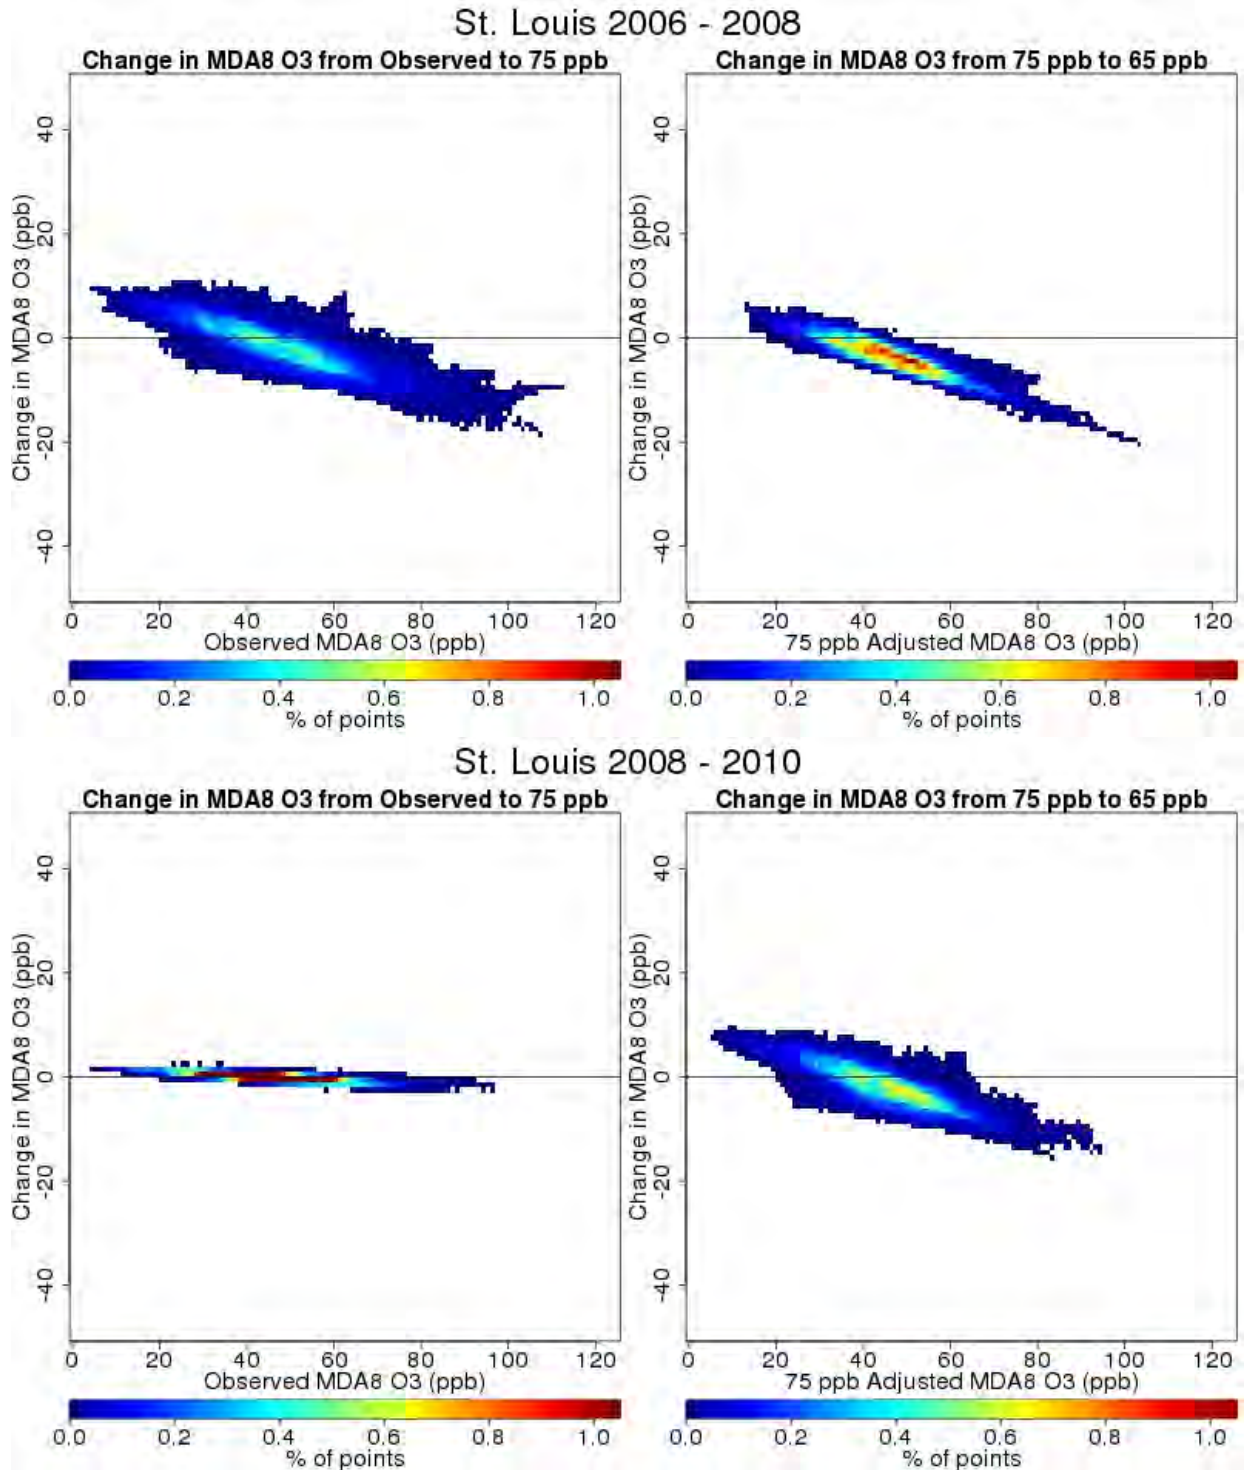 St. Louis 2006 - 2008
Change in MDA8 O3 from Observed to 75 ppb
Change in MDA8 O3 (ppb)
40
20
0
-20
-40
0 20 40 60 80 100 120
Observed MDA8 O3 (ppb)
0.0 0.2 0.4 0.6 0.8 1.0
% of points
Change in MDA8 O3 from 75 ppb to 65 ppb
Change in MDA8 O3 (ppb)
40
20
0
-20
-40
0 20 40 60 80 100 120
75 ppb Adjusted MDA8 O3 (ppb)
0.0 0.2 0.4 0.6 0.8 1.0
% of points
St. Louis 2008 - 2010
Change in MDA8 O3 from Observed to 75 ppb
Change in MDA8 O3 (ppb)
40
20
0
-20
-40
0 20 40 60 80 100 120
Observed MDA8 O3 (ppb)
0.0 0.2 0.4 0.6 0.8 1.0
% of points
Change in MDA8 O3 from 75 ppb to 65 ppb
Change in MDA8 O3 (ppb)
40
20
0
-20
-40
0 20 40 60 80 100 120
75 ppb Adjusted MDA8 O3 (ppb)
0.0 0.2 0.4 0.6 0.8 1.0
% of points